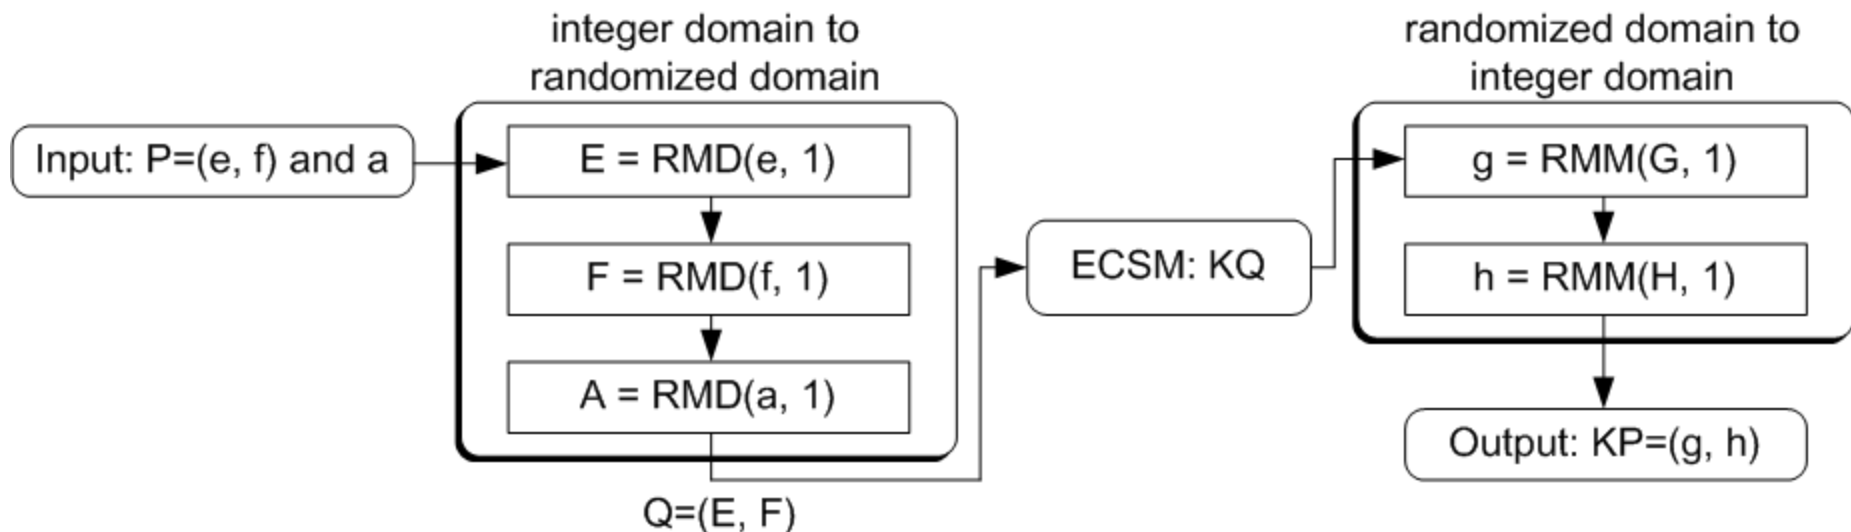 integer domain to
randomized domain
Input: P=(e, f) and a
E = RMD(e, 1)
F = RMD(f, 1)
A = RMD(a, 1)
Q=(E, F)
ECSM: KQ
randomized domain to
integer domain
g = RMM(G, 1)
h = RMM(H, 1)
Output: KP=(g, h)